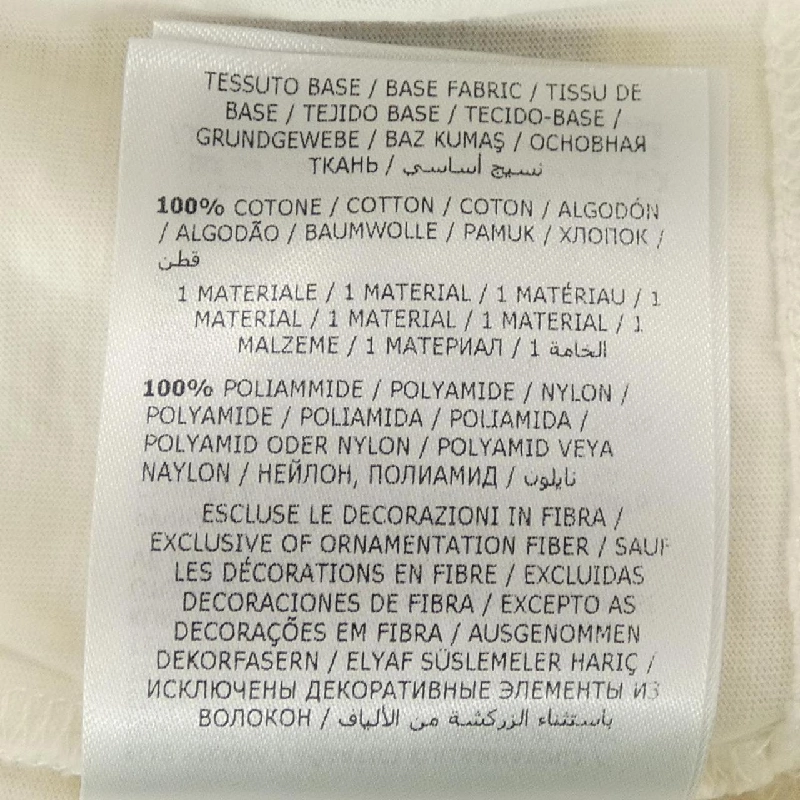 TESSUTO BASE / BASE FABRIC / TISSU DE
BASE / TEJIDO BASE / TECIDO-BASE /
GRUNDGEWEBE / BAZ KUMAŞ / ОСНОВНАЯ
ТКАНЬ / نسيج أساسي
100% COTONE / COTTON / COTON / ALGODÓN
/ ALGODÃO / BAUMWOLLE / PAMUK / ХЛОПОК /
قطن
1 MATERIALE / 1 MATERIAL / 1 MATÉRIAU / 1
MATERIAL / 1 MATERIAL / 1 MATERIAL / 1
MALZEME / 1 МАТЕРИАЛ / 1 الخامة
100% POLIAMMIDE / POLYAMIDE / NYLON /
POLYAMIDE / POLIAMIDA / POLIAMIDA /
POLYAMID ODER NYLON / POLYAMID VEYA
NAYLON / НЕЙЛОН, ПОЛИАМИД / نايلون
ESCLUSE LE DECORAZIONI IN FIBRA /
EXCLUSIVE OF ORNAMENTATION FIBER / SAUF
LES DÉCORATIONS EN FIBRE / EXCLUIDAS
DECORACIONES DE FIBRA / EXCEPTO AS
DECORAÇÕES EM FIBRA / AUSGENOMMEN
DEKORFASERN / ELYAF SÜSLEMELER HARIÇ /
ИСКЛЮЧЕНЫ ДЕКОРАТИВНЫЕ ЭЛЕМЕНТЫ ИЗ
ВОЛОКОН / باستثناء الزركشة من الألياف